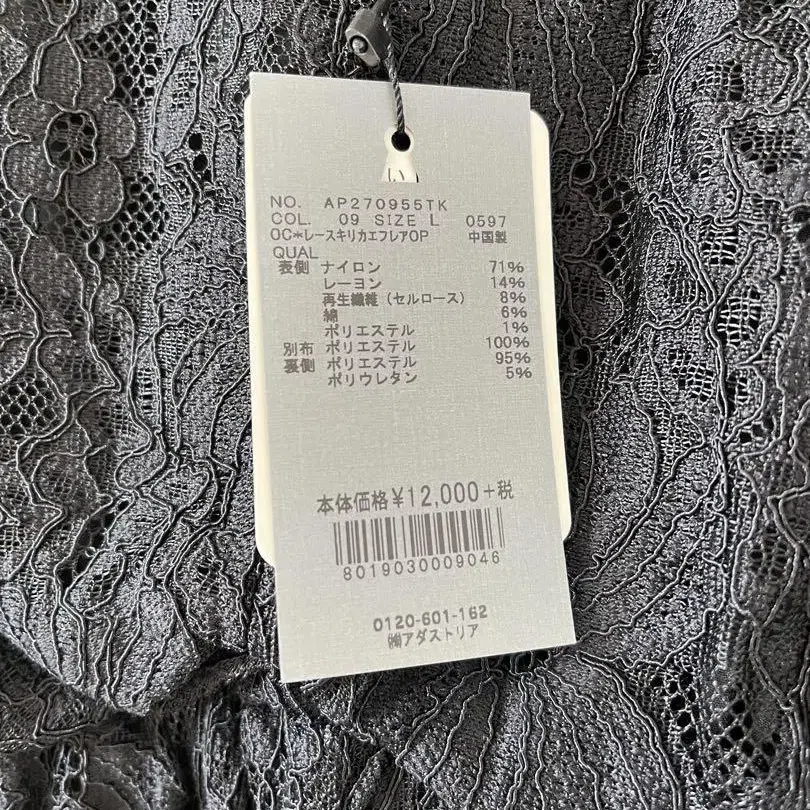 い
NO. AP270955TK
COL. 09 SIZE L 0597
OC*レースキリカエフレアOP 中国製
QUAL
表側 ナイロン 71%
レーヨン 14%
再生繊維（セルロース） 8%
綿 6%
ポリエステル 1%
別布 ポリエステル 100%
裏側 ポリエステル 95%
ポリウレタン 5%
本体価格¥12,000+税
8019030009046
0120-601-162
㈱アダストリア